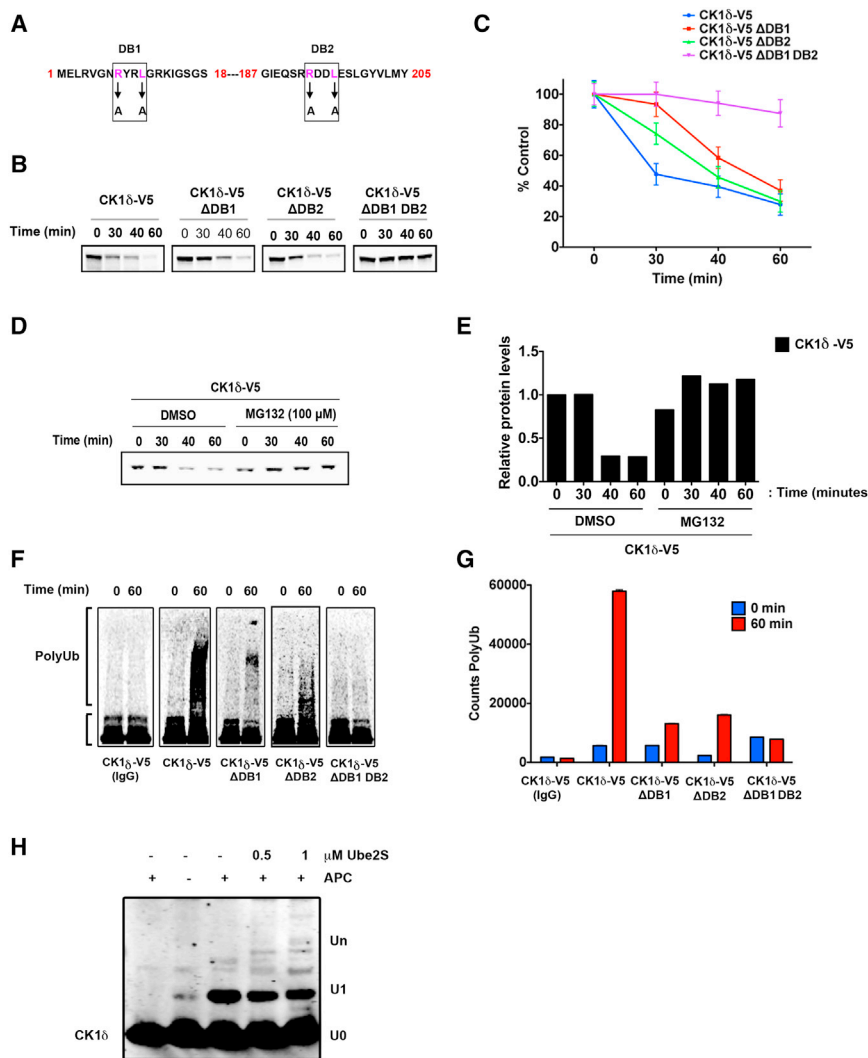 A
DB1 DB2
1 MELRVGNRYRLGRKIGSGS 18---187 GIEQSRRDDLESLGYVLMY 205
A A A A
B
CK1δ-V5 CK1δ-V5 ΔDB1 CK1δ-V5 ΔDB2 CK1δ-V5 ΔDB1 DB2
Time (min) 0 30 40 60 0 30 40 60 0 30 40 60 0 30 40 60
C
CK1δ-V5
CK1δ-V5 ΔDB1
CK1δ-V5 ΔDB2
CK1δ-V5 ΔDB1 DB2
% Control
100
80
60
40
20
0
0 30 40 60
Time (min)
D
CK1δ-V5
DMSO MG132 (100 µM)
Time (min) 0 30 40 60 0 30 40 60
E
CK1δ -V5
Relative protein levels
1.5
1.0
0.5
0.0
0 30 40 60 0 30 40 60 : Time (minutes
DMSO MG132
CK1δ-V5
F
Time (min) 0 60 0 60 0 60 0 60 0 60
PolyUb
CK1δ-V5 (IgG) CK1δ-V5 CK1δ-V5 ΔDB1 CK1δ-V5 ΔDB2 CK1δ-V5 ΔDB1 DB2
G
Counts PolyUb
60000
40000
20000
0
0 min
60 min
CK1δ-V5 (IgG) CK1δ-V5 CK1δ-V5 ΔDB1 CK1δ-V5 ΔDB2 CK1δ-V5 ΔDB1 DB2
H
- - - 0.5 1 µM Ube2S
+ - + + + APC
Un
U1
CK1δ U0